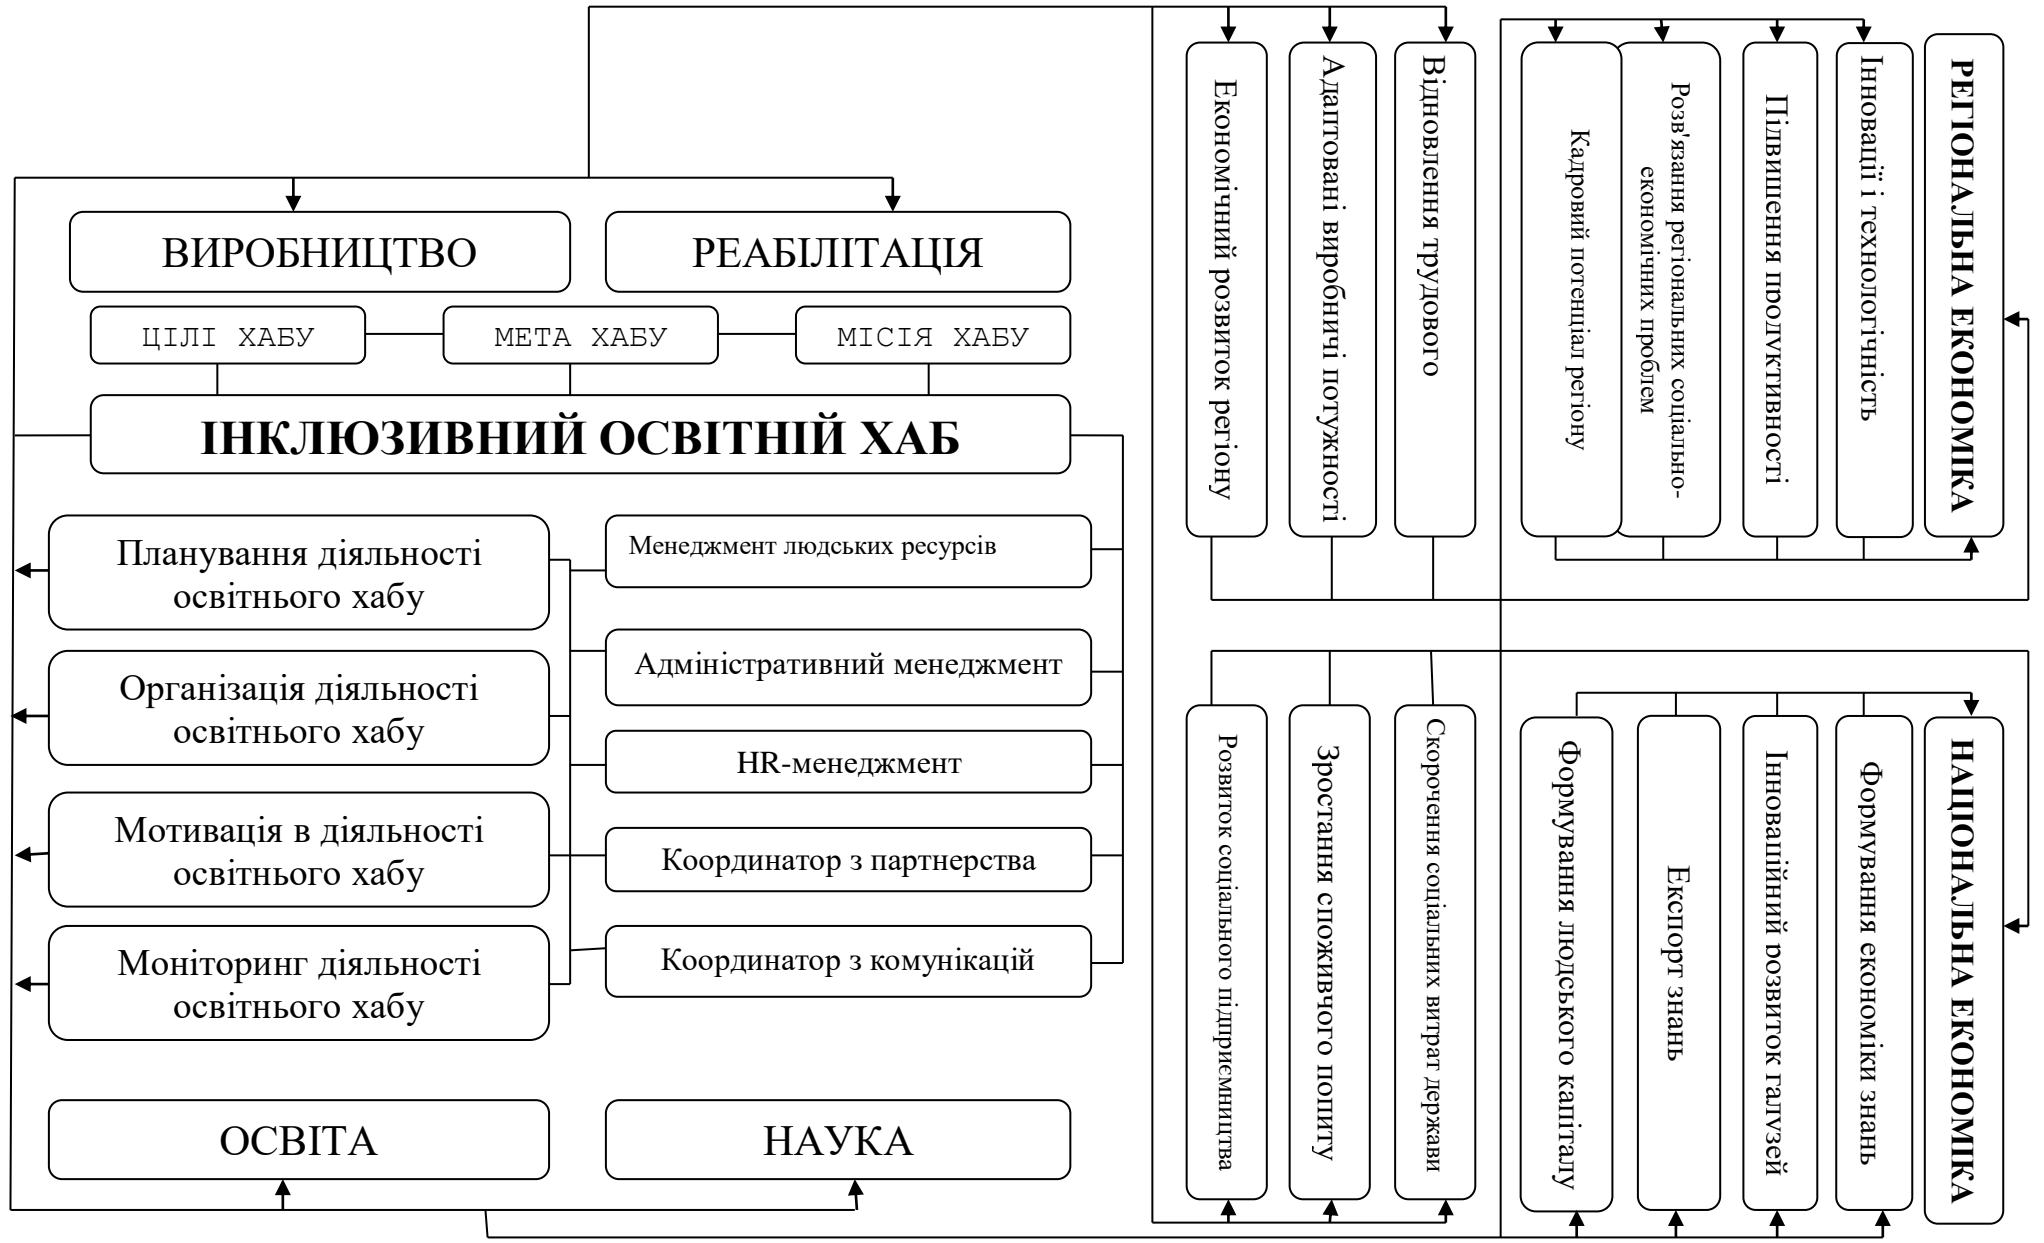 ВИРОБНИЦТВО
РЕАБІЛІТАЦІЯ
ЦІЛІ ХАБУ
МЕТА ХАБУ
МІСІЯ ХАБУ
ІНКЛЮЗИВНИЙ ОСВІТНІЙ ХАБ
Планування діяльності
освітнього хабу
Організація діяльності
освітнього хабу
Мотивація в діяльності
освітнього хабу
Моніторинг діяльності
освітнього хабу
Менеджмент людських ресурсів
Адміністративний менеджмент
HR-менеджмент
Координатор з партнерства
Координатор з комунікацій
ОСВІТА
НАУКА
Економічний розвиток регіону
Адаптовані виробничі потужності
Відновлення трудового
Кадровий потенціал регіону
Розв'язання регіональних соціально-
економічних проблем
Підвищення продуктивності
Інновації і технологічність
РЕГІОНАЛЬНА ЕКОНОМІКА
Розвиток соціального підприємництва
Зростання споживчого попиту
Скорочення соціальних витрат держави
Формування людського капіталу
Експорт знань
Інноваційний розвиток галузей
Формування економіки знань
НАЦІОНАЛЬНА ЕКОНОМІКА